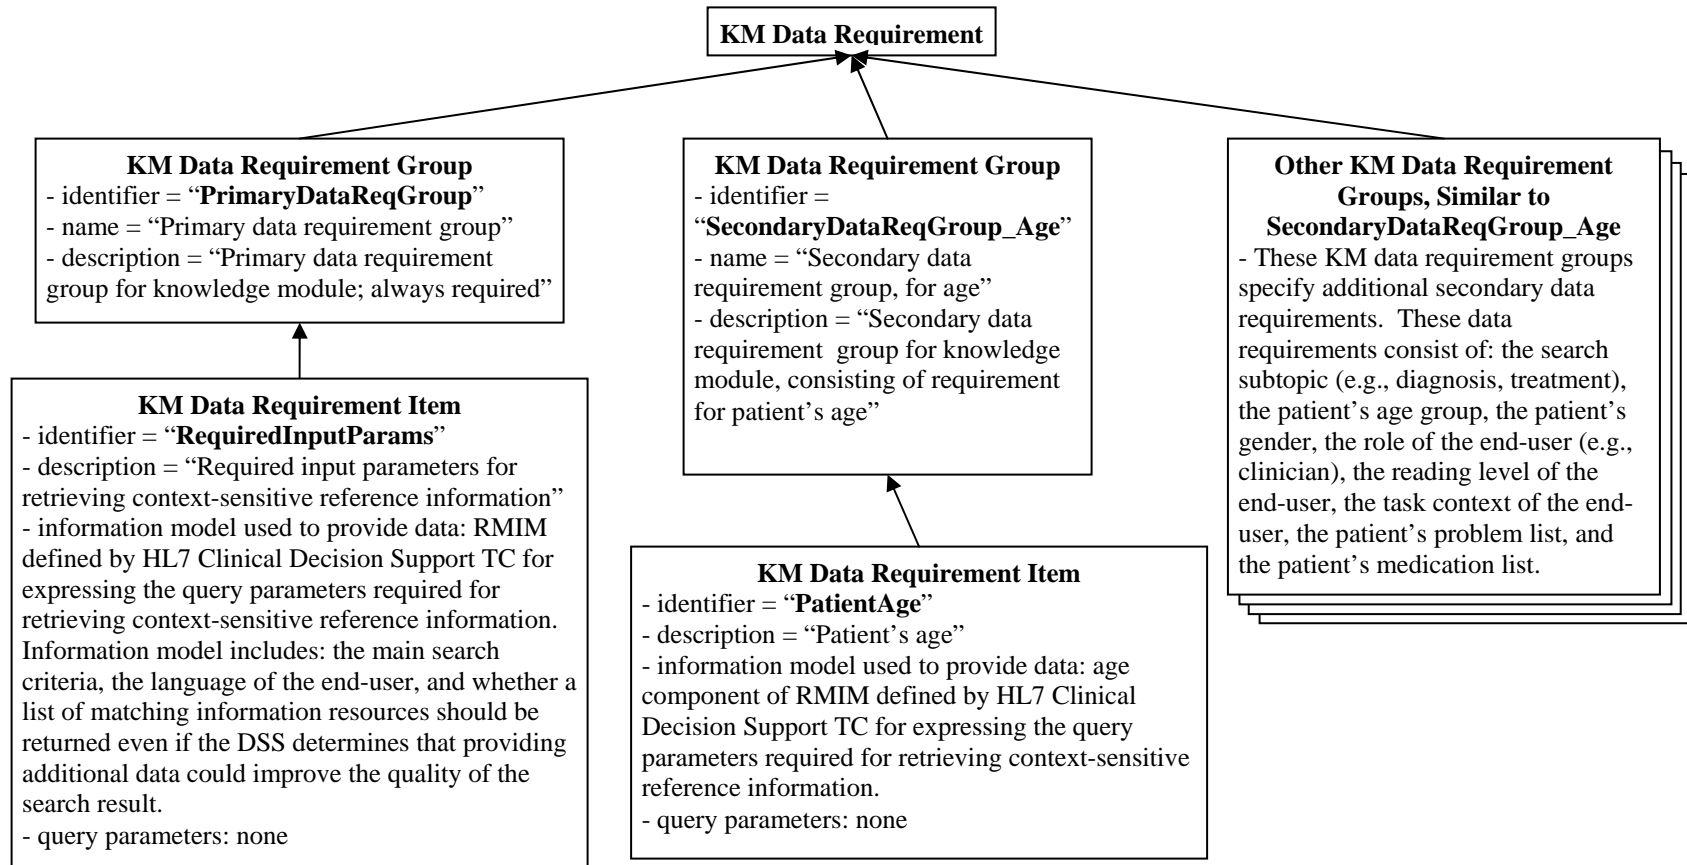 KM Data Requirement
KM Data Requirement Group
- identifier = “PrimaryDataReqGroup”
- name = “Primary data requirement group”
- description = “Primary data requirement
group for knowledge module; always required”
KM Data Requirement Item
- identifier = “RequiredInputParams”
- description = “Required input parameters for
retrieving context-sensitive reference information”
- information model used to provide data: RMIM
defined by HL7 Clinical Decision Support TC for
expressing the query parameters required for
retrieving context-sensitive reference information.
Information model includes: the main search
criteria, the language of the end-user, and whether a
list of matching information resources should be
returned even if the DSS determines that providing
additional data could improve the quality of the
search result.
- query parameters: none
KM Data Requirement Group
- identifier =
“SecondaryDataReqGroup_Age”
- name = “Secondary data
requirement group, for age”
- description = “Secondary data
requirement  group for knowledge
module, consisting of requirement
for patient’s age”
KM Data Requirement Item
- identifier = “PatientAge”
- description = “Patient’s age”
- information model used to provide data: age
component of RMIM defined by HL7 Clinical
Decision Support TC for expressing the query
parameters required for retrieving context-sensitive
reference information.
- query parameters: none
Other KM Data Requirement
Groups, Similar to
SecondaryDataReqGroup_Age
- These KM data requirement groups
specify additional secondary data
requirements.  These data
requirements consist of: the search
subtopic (e.g., diagnosis, treatment),
the patient’s age group, the patient’s
gender, the role of the end-user (e.g.,
clinician), the reading level of the
end-user, the task context of the end-
user, the patient’s problem list, and
the patient’s medication list.